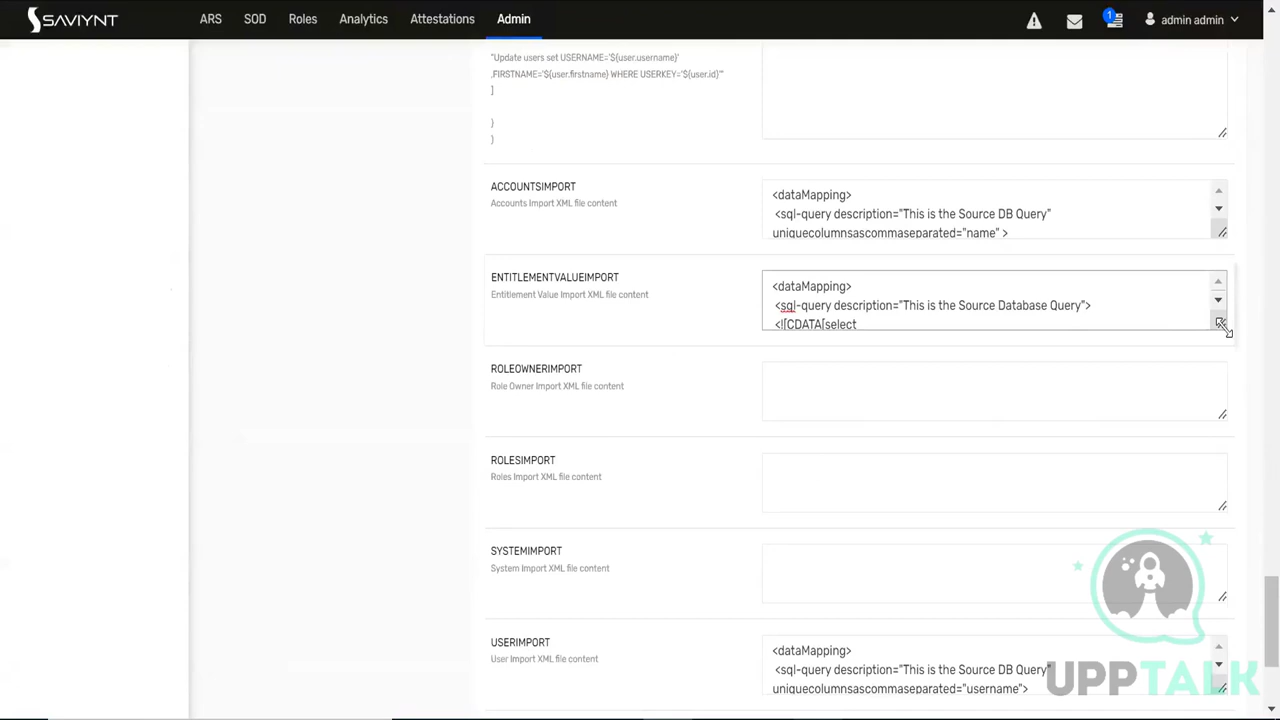 SAVIYNT
ARS SOD Roles Analytics Attestations Admin
1 admin admin
"Update users set USERNAME='${user.username}'
,FIRSTNAME='${user.firstname} WHERE USERKEY='${user.id}'"
]
}
}
ACCOUNTSIMPORT
Accounts Import XML file content
<dataMapping>
<sql-query description="This is the Source DB Query"
uniquecolumnsascommaseparated="name" >
ENTITLEMENTVALUEIMPORT
Entitlement Value Import XML file content
<dataMapping>
<sql-query description="This is the Source Database Query">
<![CDATA[select
ROLEOWNERIMPORT
Role Owner Import XML file content
ROLESIMPORT
Roles Import XML file content
SYSTEMIMPORT
System Import XML file content
USERIMPORT
User Import XML file content
<dataMapping>
<sql-query description="This is the Source DB Query"
uniquecolumnsascommaseparated="username">
UPPTALK